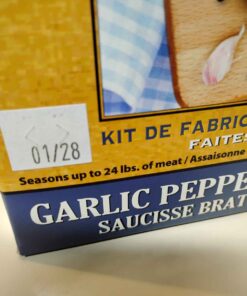 KIT DE FABRIC
FAITES
01/28
Seasons up to 24 lbs. of meat / Assaisonne
GARLIC PEPPE
SAUCISSE BRAT